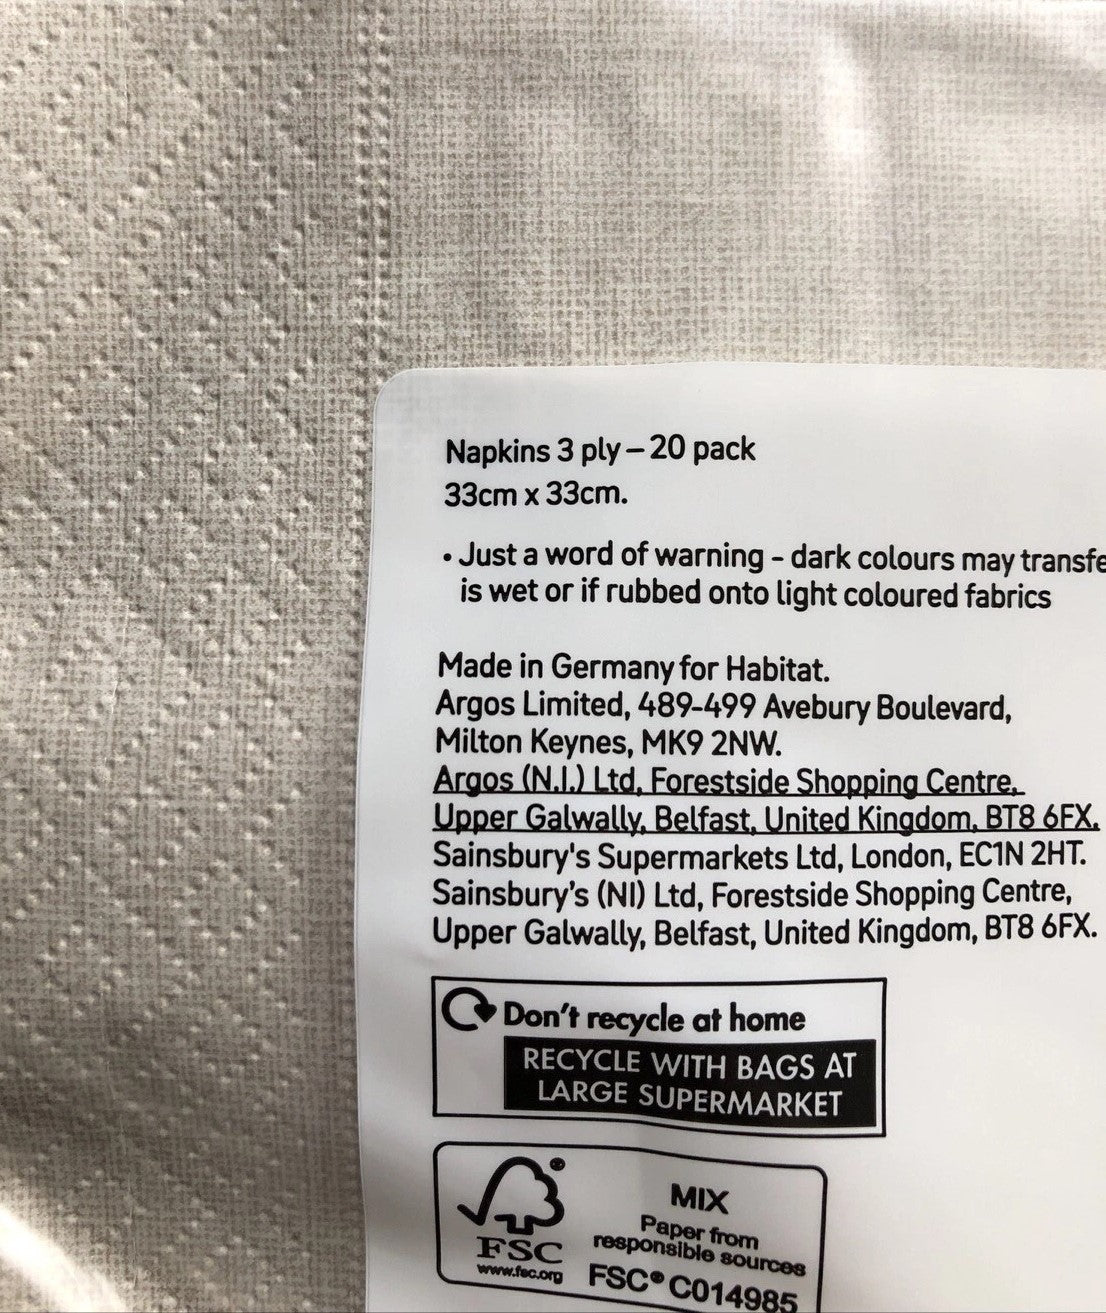 Napkins 3 ply – 20 pack
33cm x 33cm.
• Just a word of warning - dark colours may transfe
is wet or if rubbed onto light coloured fabrics
Made in Germany for Habitat.
Argos Limited, 489-499 Avebury Boulevard,
Milton Keynes, MK9 2NW.
Argos (N.I.) Ltd, Forestside Shopping Centre,
Upper Galwally, Belfast, United Kingdom, BT8 6FX.
Sainsbury's Supermarkets Ltd, London, EC1N 2HT.
Sainsbury’s (NI) Ltd, Forestside Shopping Centre,
Upper Galwally, Belfast, United Kingdom, BT8 6FX.
Don’t recycle at home
RECYCLE WITH BAGS AT
LARGE SUPERMARKET
®
FSC
www.fsc.org
MIX
Paper from
responsible sources
FSC® C014985